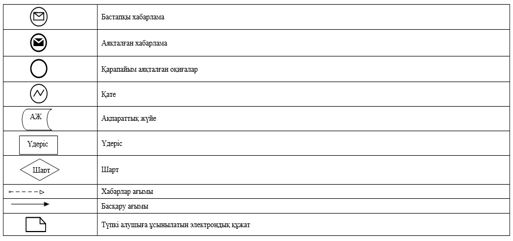 Бастапқы хабарлама
Аяқталған хабарлама
Қарапайым аяқталған оқиғалар
Қате
АЖ Ақпараттық жүйе
Үдеріс Үдеріс
Шарт Шарт
Хабарлар ағымы
Басқару ағымы
Түпкі алушыға ұсынылатын электрондық құжат